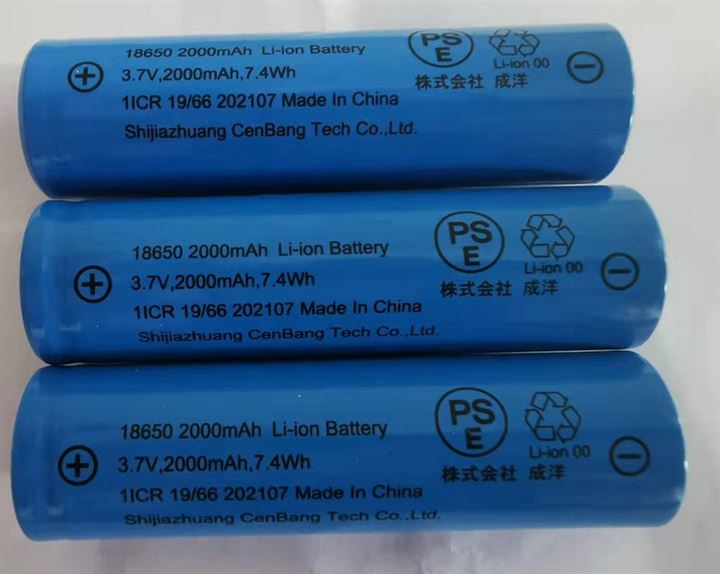 18650 2000mAh Li-ion Battery
3.7V,2000mAh,7.4Wh
1ICR 19/66 202107 Made In China
Shijiazhuang CenBang Tech Co.,Ltd.
PS
E
Li-ion 00
株式会社 成洋
18650 2000mAh Li-ion Battery
3.7V,2000mAh,7.4Wh
1ICR 19/66 202107 Made In China
Shijiazhuang CenBang Tech Co.,Ltd.
PS
E
Li-ion 00
株式会社 成洋
18650 2000mAh Li-ion Battery
3.7V,2000mAh,7.4Wh
1ICR 19/66 202107 Made In China
Shijiazhuang CenBang Tech Co.,Ltd.
PS
E
Li-ion 00
株式会社 成洋